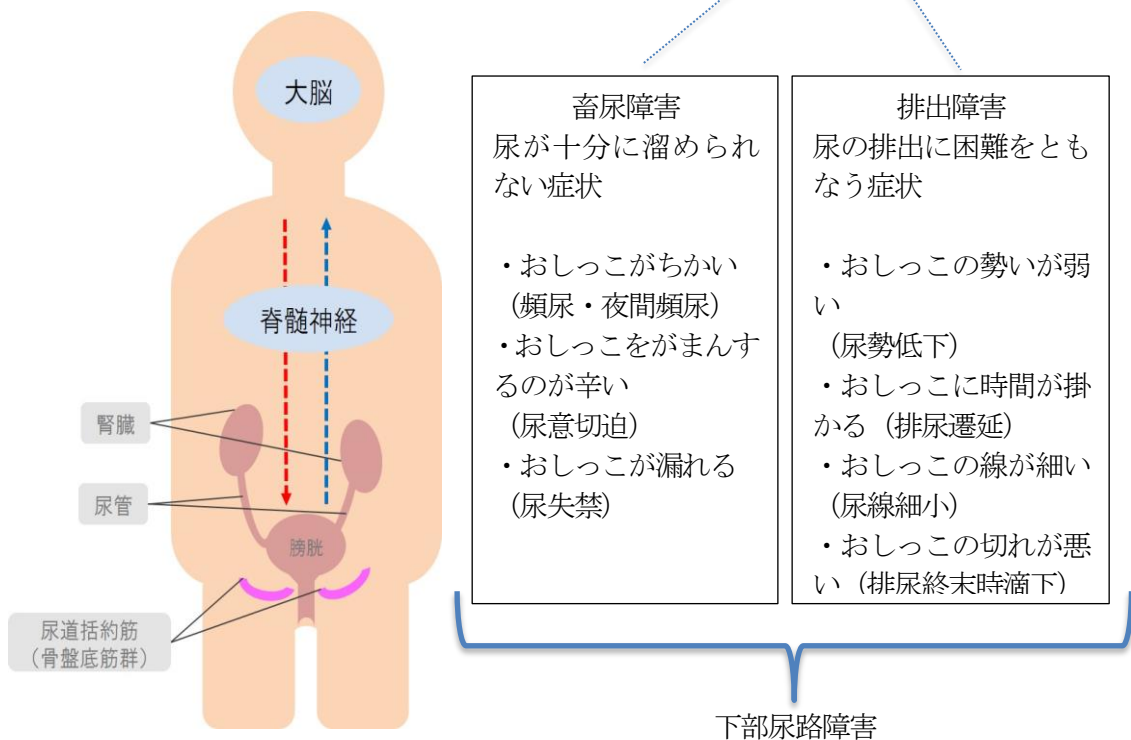 大脳
脊髄神経
腎臓
尿管
膀胱
尿道括約筋
（骨盤底筋群）
畜尿障害
尿が十分に溜められ
ない症状
・おしっこがちかい
（頻尿・夜間頻尿）
・おしっこをがまんす
るのが辛い
（尿意切迫）
・おしっこが漏れる
（尿失禁）
排出障害
尿の排出に困難をとも
なう症状
・おしっこの勢いが弱
い
（尿勢低下）
・おしっこに時間が掛
かる（排尿遷延）
・おしっこの線が細い
（尿線細小）
・おしっこの切れが悪
い（排尿終末時滴下）
下部尿路障害